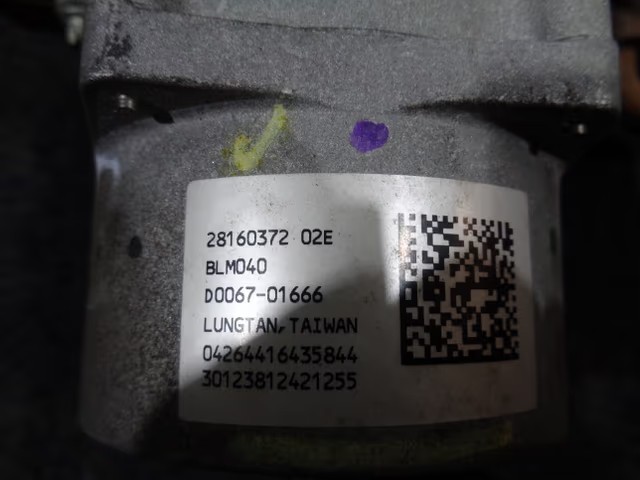 28160372 02E
BLM040
D0067-01666
LUNGTAN, TAIWAN
04264416435844
30123812421255